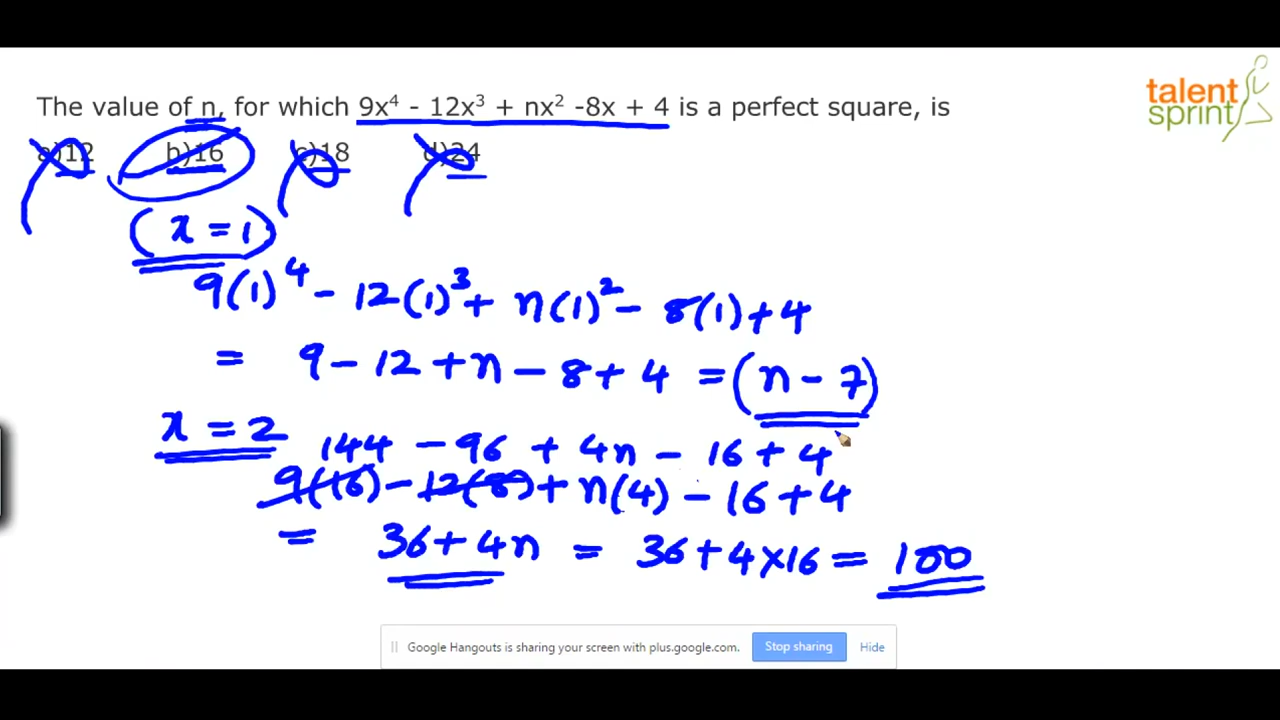 talent
sprint
The value of n, for which 9x⁴ - 12x³ + nx² -8x + 4 is a perfect square, is
a)12 b)16 c)18 d)24
(x = 1)
9(1)⁴ - 12(1)³ + n(1)² - 8(1) + 4
= 9 - 12 + n - 8 + 4 = (n - 7)
x = 2 144 - 96 + 4n - 16 + 4
9(16) - 12(8) + n(4) - 16 + 4
= 36 + 4n = 36 + 4×16 = 100
Google Hangouts is sharing your screen with plus.google.com. Stop sharing Hide